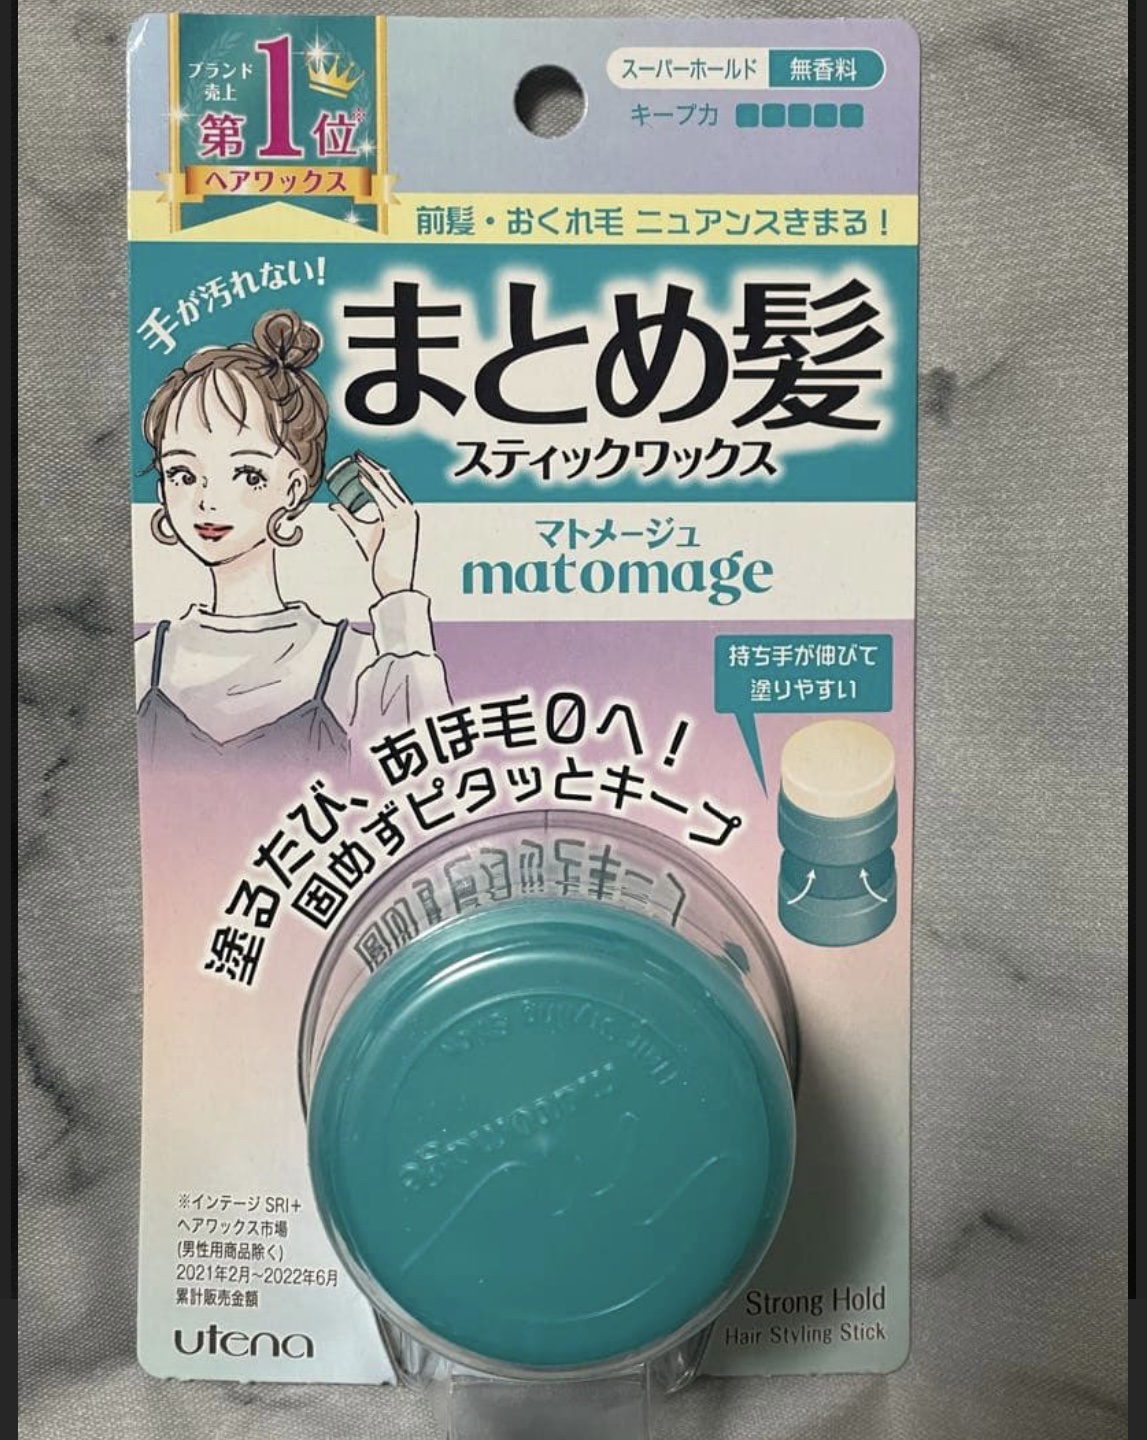 ブランド
売上
第1位※
ヘアワックス
スーパーホールド 無香料
キープ力
前髪・おくれ毛 ニュアンスきまる!
手が汚れない!
まとめ髪
スティックワックス
マトメージュ
matomage
持ち手が伸びて
塗りやすい
塗るたび、あほ毛0へ!
固めずピタッとキープ
matomage
※インテージ SRI+
ヘアワックス市場
(男性用商品除く)
2021年2月~2022年6月
累計販売金額
utena
Strong Hold
Hair Styling Stick